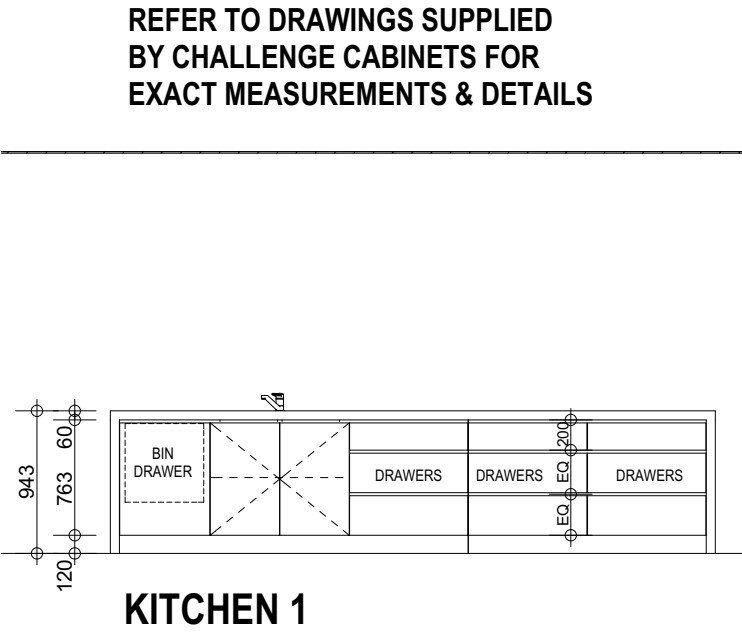 REFER TO DRAWINGS SUPPLIED
BY CHALLENGE CABINETS FOR
EXACT MEASUREMENTS & DETAILS
943
60
763
120
BIN
DRAWER
DRAWERS
DRAWERS
200
EQ
EQ
DRAWERS
KITCHEN 1